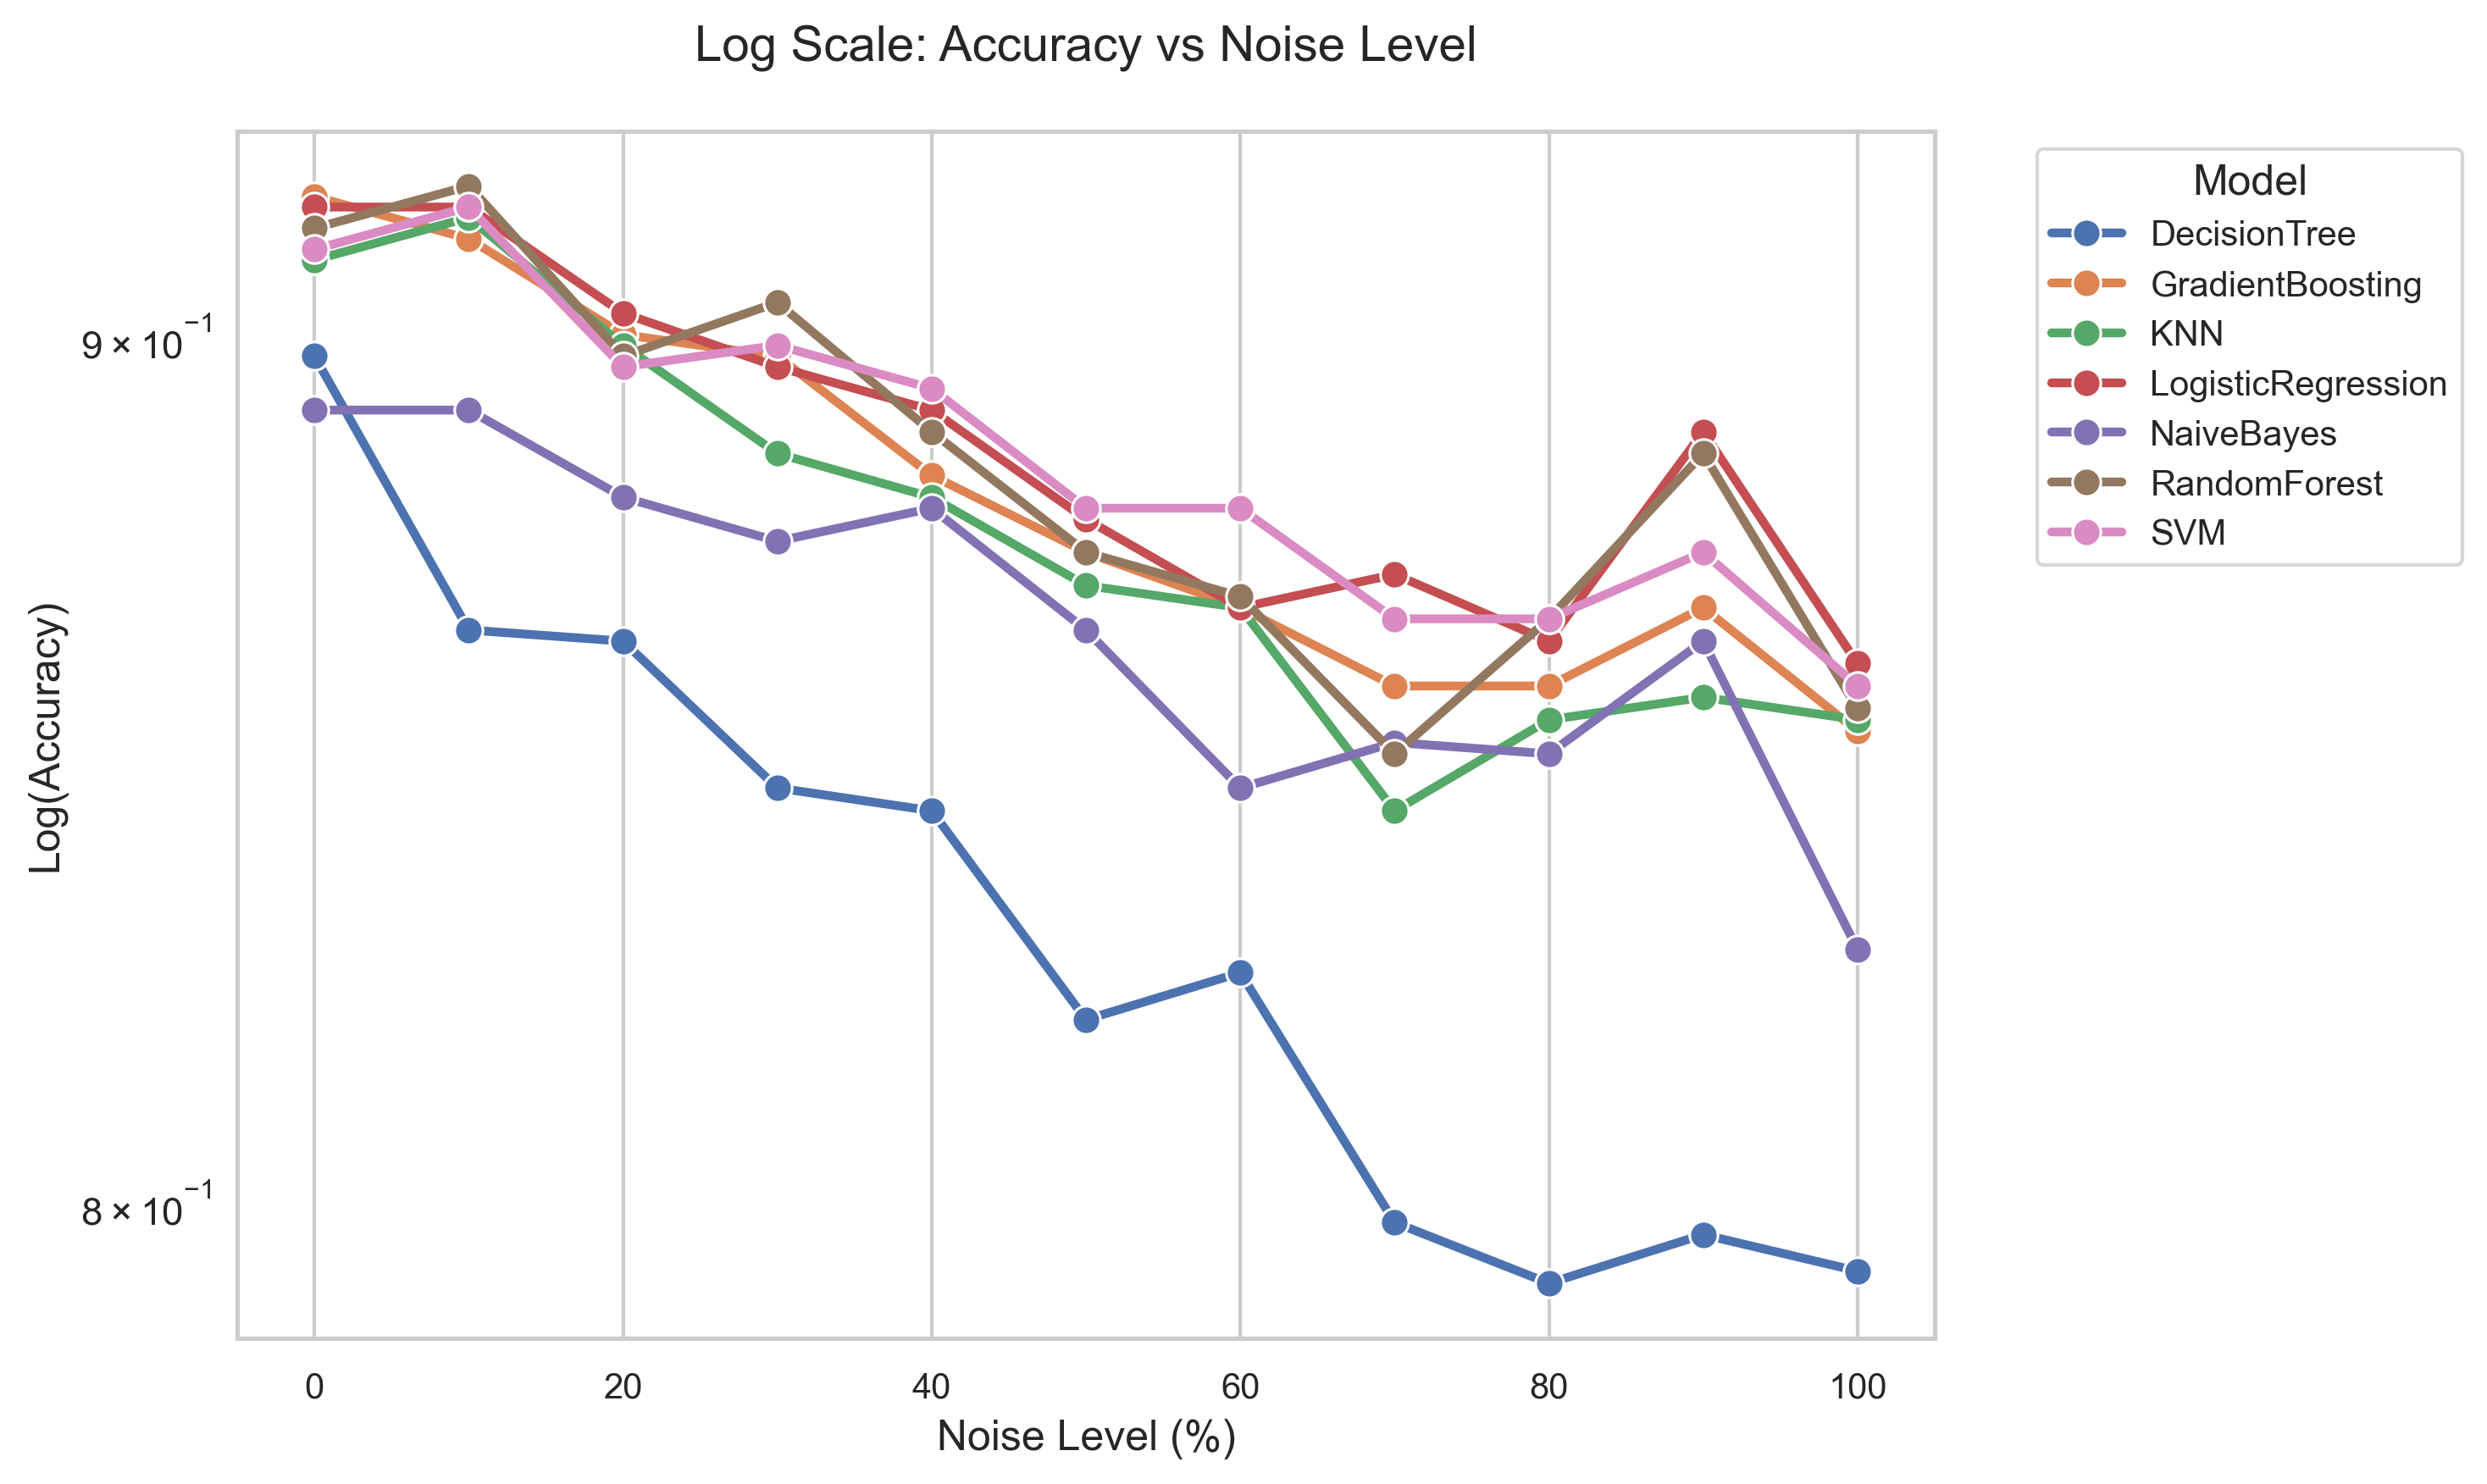 Log Scale: Accuracy vs Noise Level
Model
DecisionTree
GradientBoosting
KNN
LogisticRegression
NaiveBayes
RandomForest
SVM
9 × 10⁻¹
8 × 10⁻¹
Log(Accuracy)
0 20 40 60 80 100
Noise Level (%)